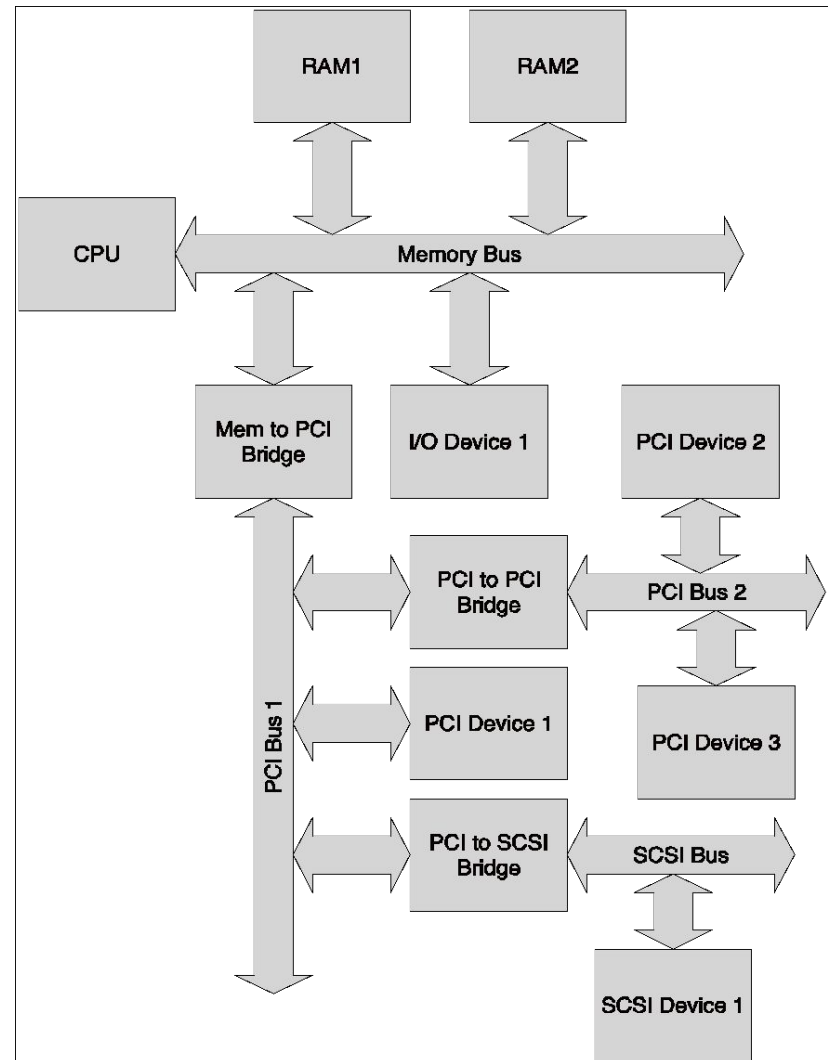 RAM1
RAM2
CPU
Memory Bus
Mem to PCI
Bridge
I/O Device 1
PCI Device 2
PCI to PCI
Bridge
PCI Bus 2
PCI Bus 1
PCI Device 1
PCI Device 3
PCI to SCSI
Bridge
SCSI Bus
SCSI Device 1